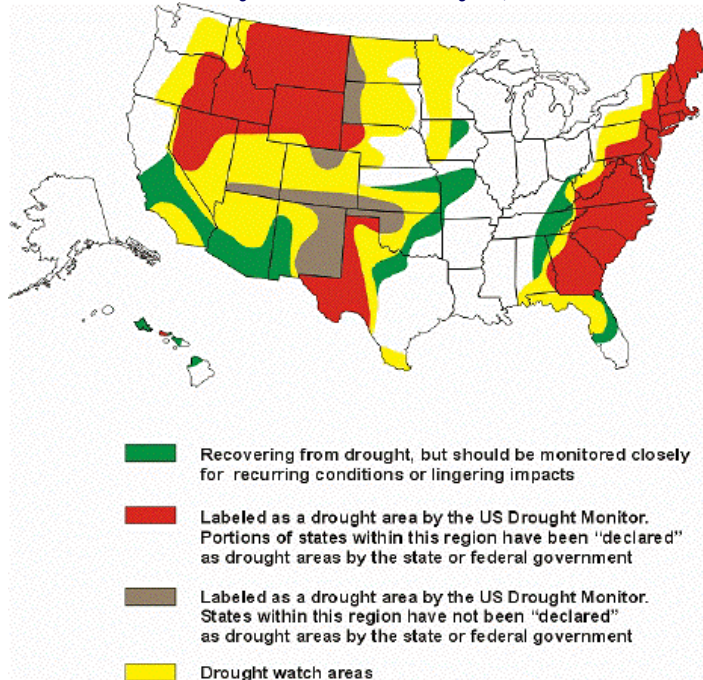 Recovering from drought, but should be monitored closely
for recurring conditions or lingering impacts
Labeled as a drought area by the US Drought Monitor.
Portions of states within this region have been “declared”
as drought areas by the state or federal government
Labeled as a drought area by the US Drought Monitor.
States within this region have not been “declared”
as drought areas by the state or federal government
Drought watch areas